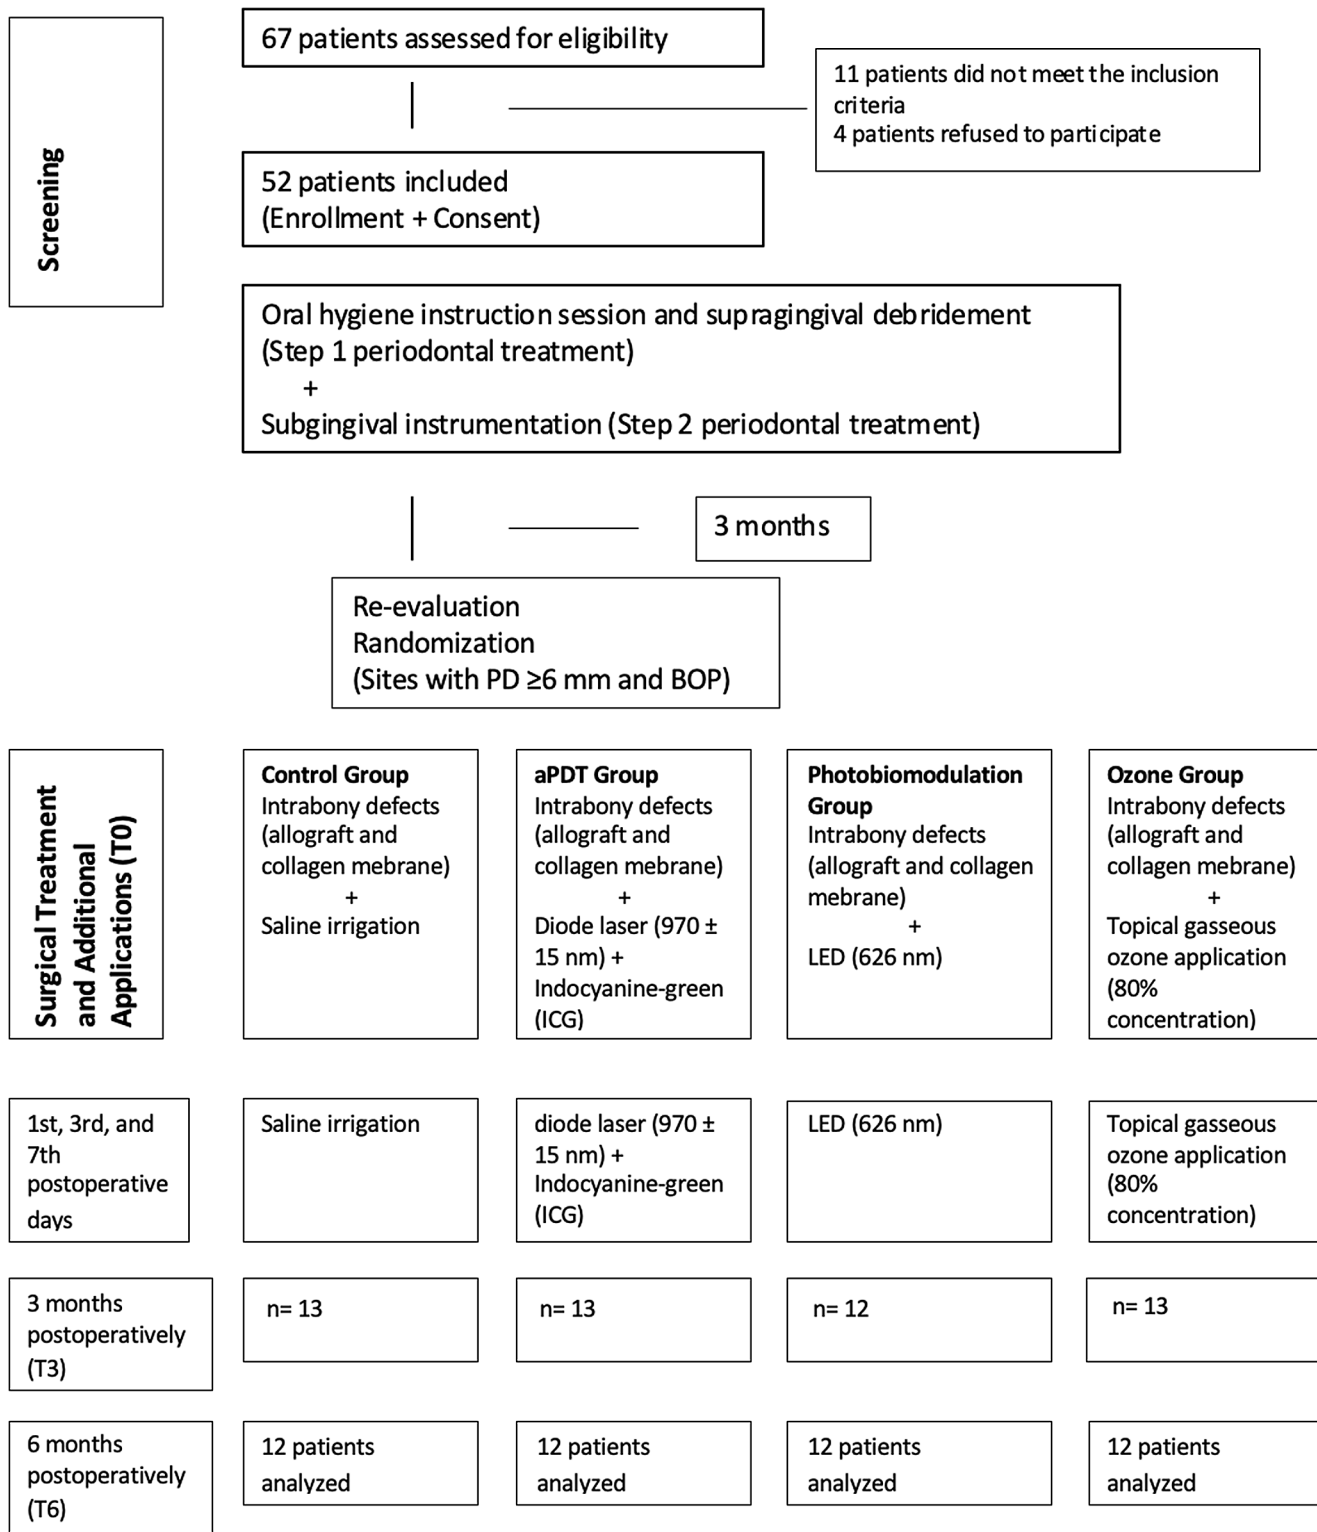 Screening
67 patients assessed for eligibility
11 patients did not meet the inclusion
criteria
4 patients refused to participate
52 patients included
(Enrollment + Consent)
Oral hygiene instruction session and supragingival debridement
(Step 1 periodontal treatment)
+
Subgingival instrumentation (Step 2 periodontal treatment)
3 months
Re-evaluation
Randomization
(Sites with PD ≥6 mm and BOP)
Surgical Treatment
and Additional
Applications (T0)
Control Group
Intrabony defects
(allograft and
collagen mebrane)
+
Saline irrigation
aPDT Group
Intrabony defects
(allograft and
collagen mebrane)
+
Diode laser (970 ±
15 nm) +
Indocyanine-green
(ICG)
Photobiomodulation
Group
Intrabony defects
(allograft and collagen
mebrane)
+
LED (626 nm)
Ozone Group
Intrabony defects
(allograft and
collagen mebrane)
+
Topical gasseous
ozone application
(80%
concentration)
1st, 3rd, and
7th
postoperative
days
Saline irrigation
diode laser (970 ±
15 nm) +
Indocyanine-green
(ICG)
LED (626 nm)
Topical gasseous
ozone application
(80%
concentration)
3 months
postoperatively
(T3)
n= 13
n= 13
n= 12
n= 13
6 months
postoperatively
(T6)
12 patients
analyzed
12 patients
analyzed
12 patients
analyzed
12 patients
analyzed